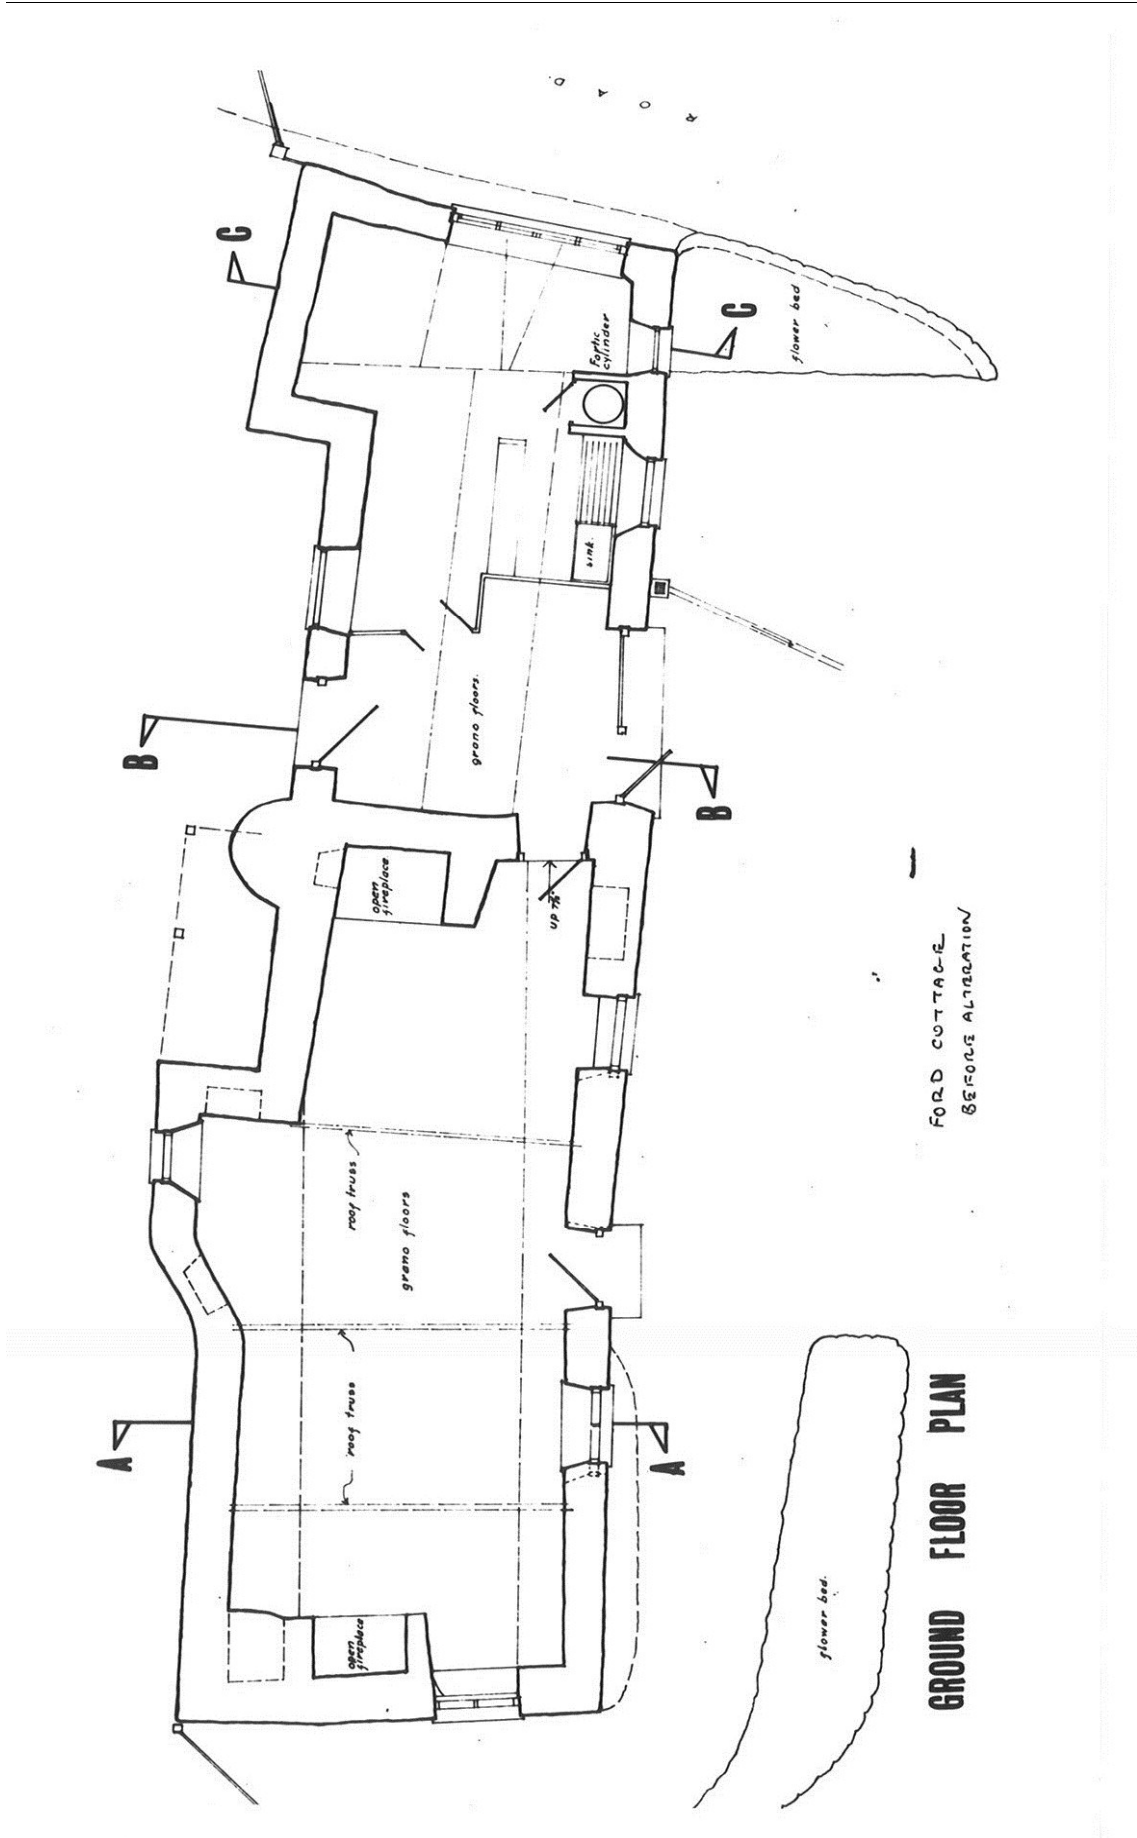 A
B
C
roof truss
roof truss
open
fireplace
open
fireplace
grano floors
grano floors.
up
sink.
Foptic
cylinder
ROAD
A
B
C
flower bed.
flower bed
FORD COTTAGE
BEFORE ALTERATION
GROUND FLOOR PLAN